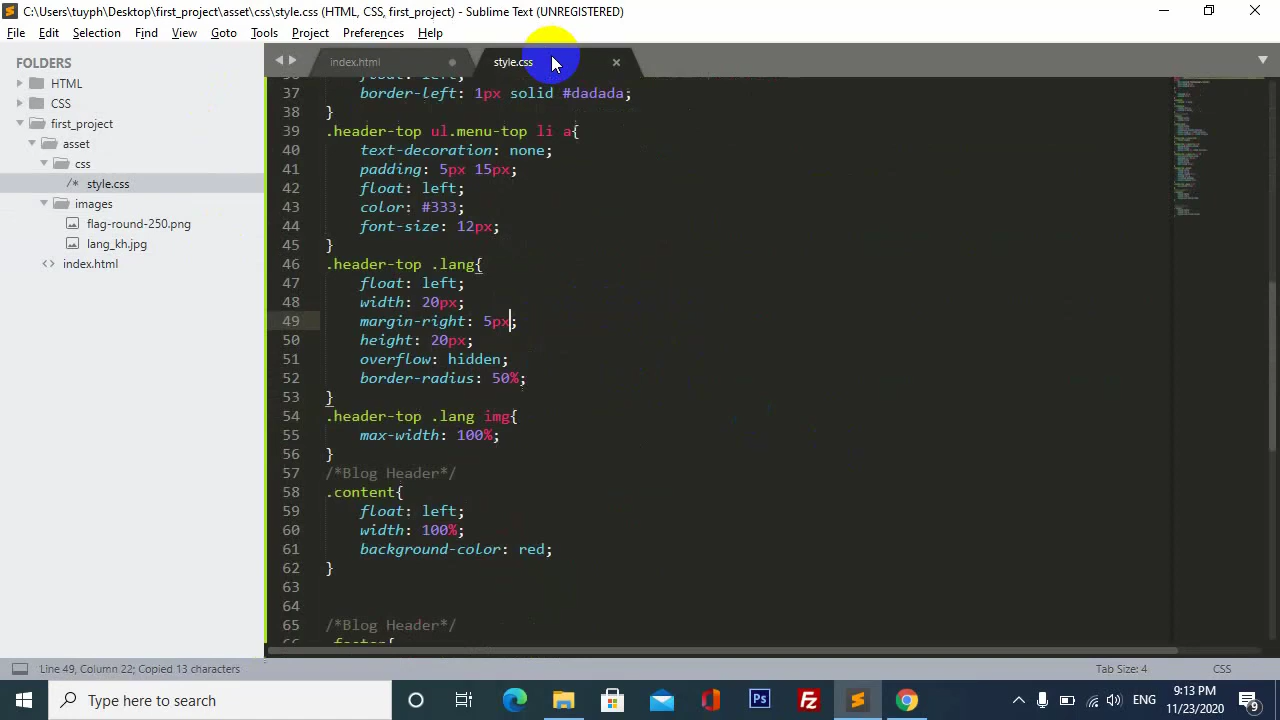 C:\Users\tuyph\Desktop\first_project\asset\css\style.css (HTML, CSS, first_project) - Sublime Text (UNREGISTERED)
File Edit Selection Find View Goto Tools Project Preferences Help
FOLDERS
HTML
CSS
first_project
asset
css
/* style.css
images
flag-round-250.png
lang_kh.jpg
<> index.html
index.html style.css
36 float: left;
37 border-left: 1px solid #dadada;
38 }
39 .header-top ul.menu-top li a{
40 text-decoration: none;
41 padding: 5px 15px;
42 float: left;
43 color: #333;
44 font-size: 12px;
45 }
46 .header-top .lang{
47 float: left;
48 width: 20px;
49 margin-right: 5px;
50 height: 20px;
51 overflow: hidden;
52 border-radius: 50%;
53 }
54 .header-top .lang img{
55 max-width: 100%;
56 }
57 /*Blog Header*/
58 .content{
59 float: left;
60 width: 100%;
61 background-color: red;
62 }
63
64
65 /*Blog Header*/
66 .footer{
Line 49, Column 22; Copied 13 characters
Tab Size: 4 CSS
Type here to search
Ps
Fz
ENG
9:13 PM
11/23/2020
9